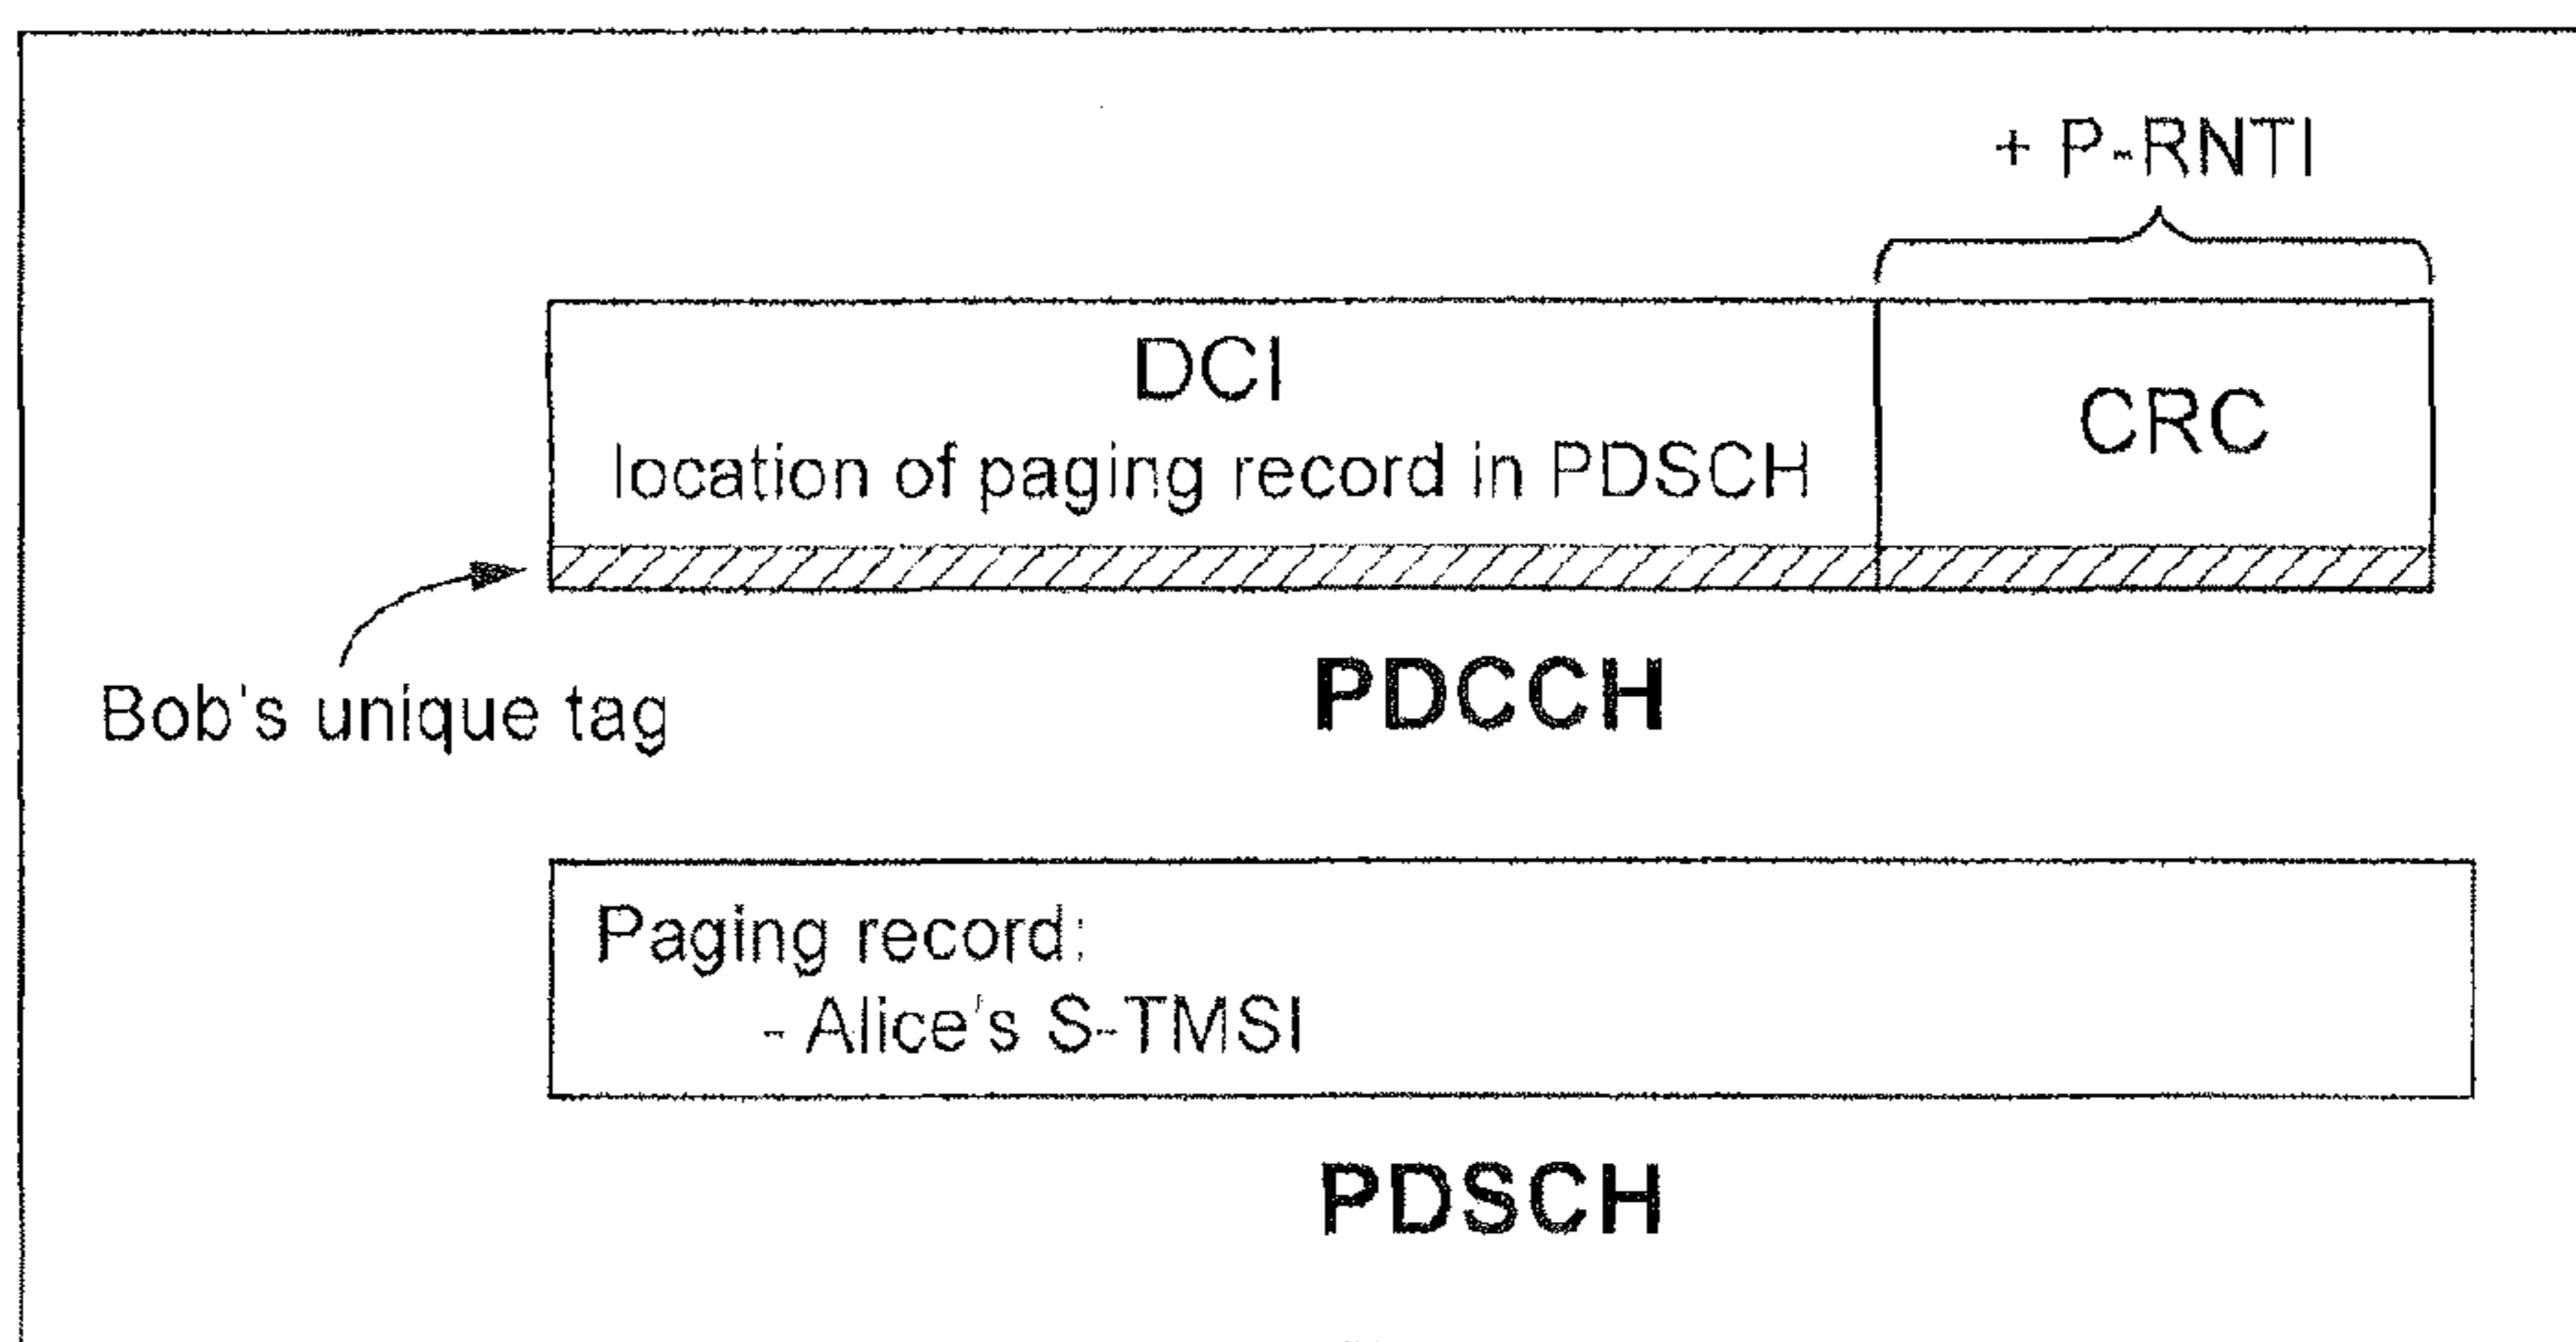 + P-RNTI
DCI
location of paging record in PDSCH
CRC
Bob's unique tag
PDCCH
Paging record:
- Alice's S-TMSI
PDSCH